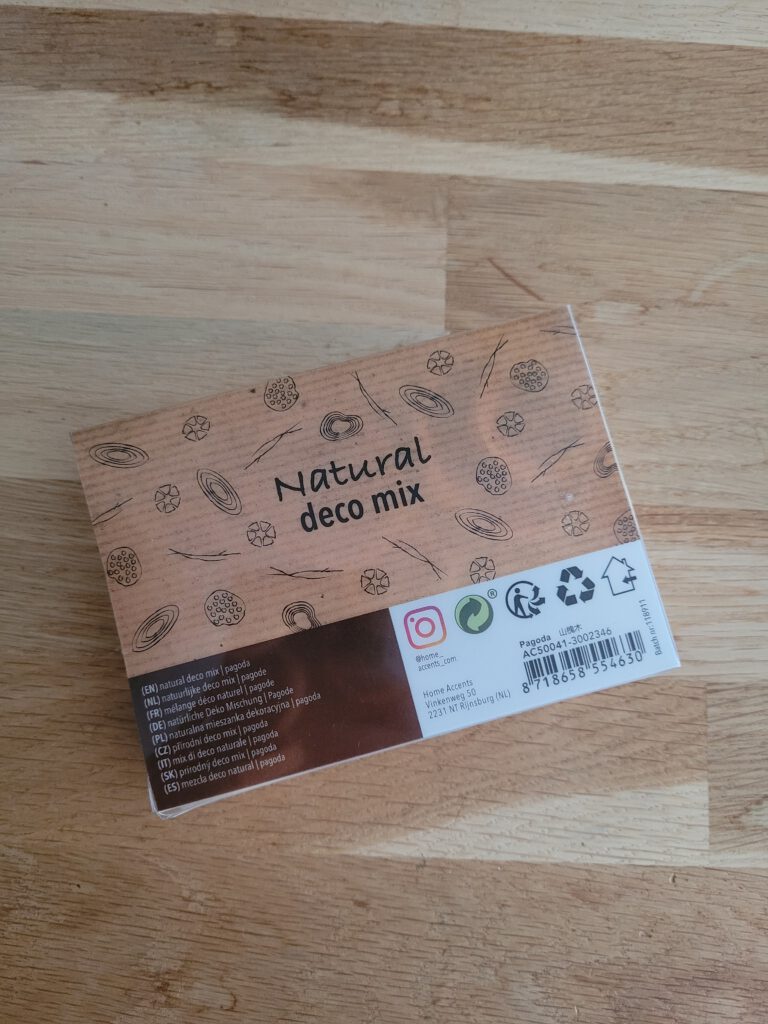 Natural
deco mix
(EN) natural deco mix | pagoda
(NL) natuurlijke deco mix | pagode
(FR) mélange déco naturel | pagode
(DE) natürliche Deko Mischung | Pagode
(PL) naturalna mieszanka dekoracyjna | pagoda
(CZ) přírodní deco mix | pagoda
(IT) mix di deco naturale | pagoda
(SK) prírodný deco mix | pagoda
(ES) mezcla deco natural | pagoda
@home_
accents_com
Home Accents
Vinkenweg 50
2231 NT Rijnsburg (NL)
®
Pagoda 山槐木
AC50041-3002346
8 718658 554630
Batch nr: 118911